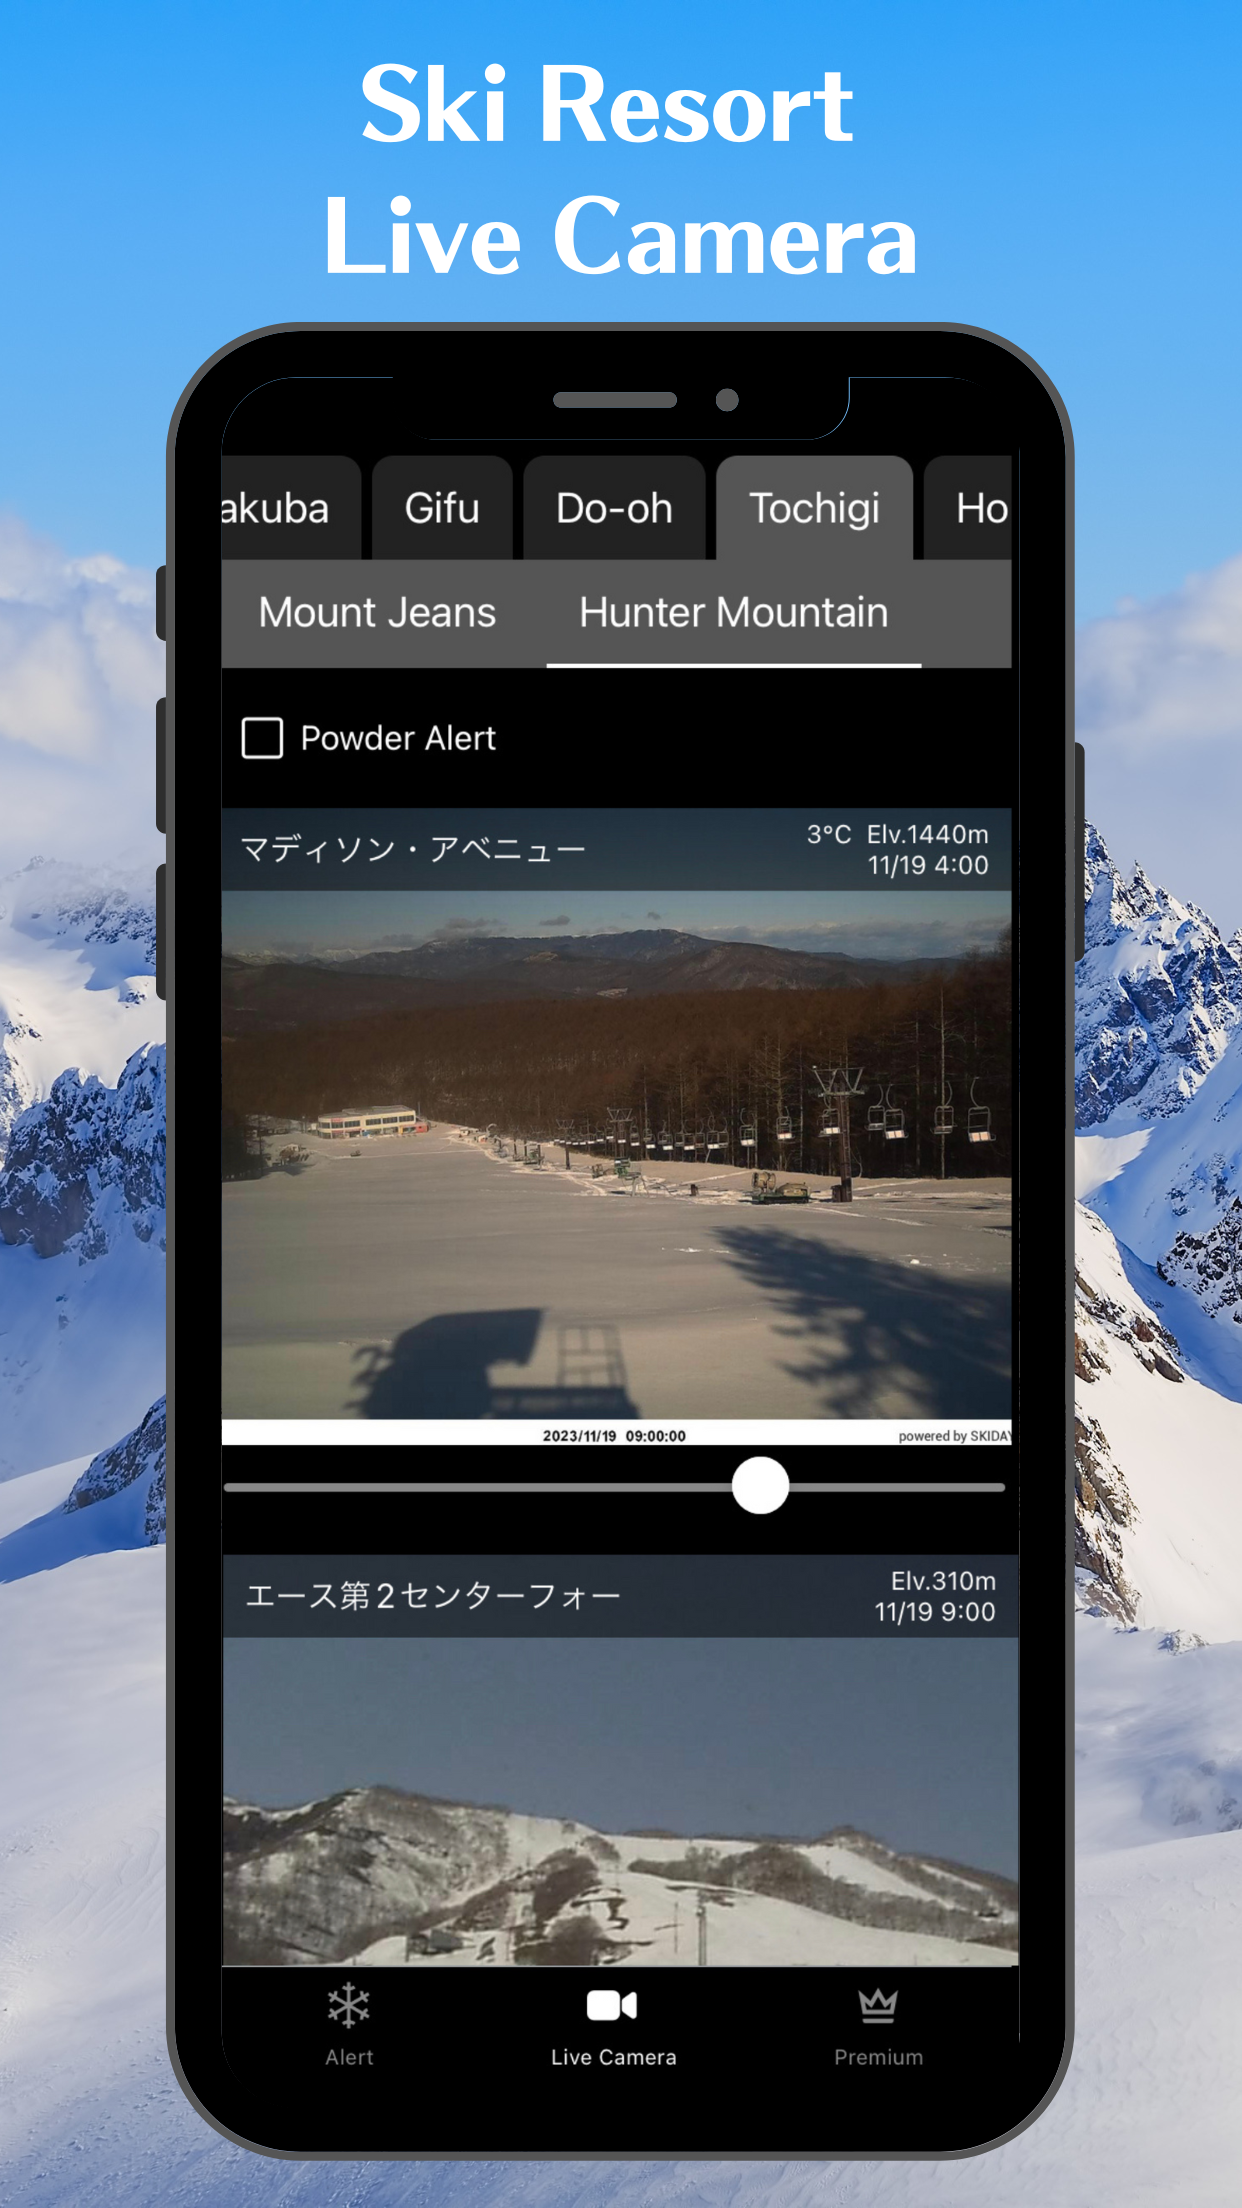 Ski Resort
Live Camera
akuba Gifu Do-oh Tochigi Ho
Mount Jeans Hunter Mountain
Powder Alert
マディソン・アベニュー
3°C Elv.1440m
11/19 4:00
2023/11/19 09:00:00 powered by SKIDAY
エース第2センターフォー
Elv.310m
11/19 9:00
Alert Live Camera Premium